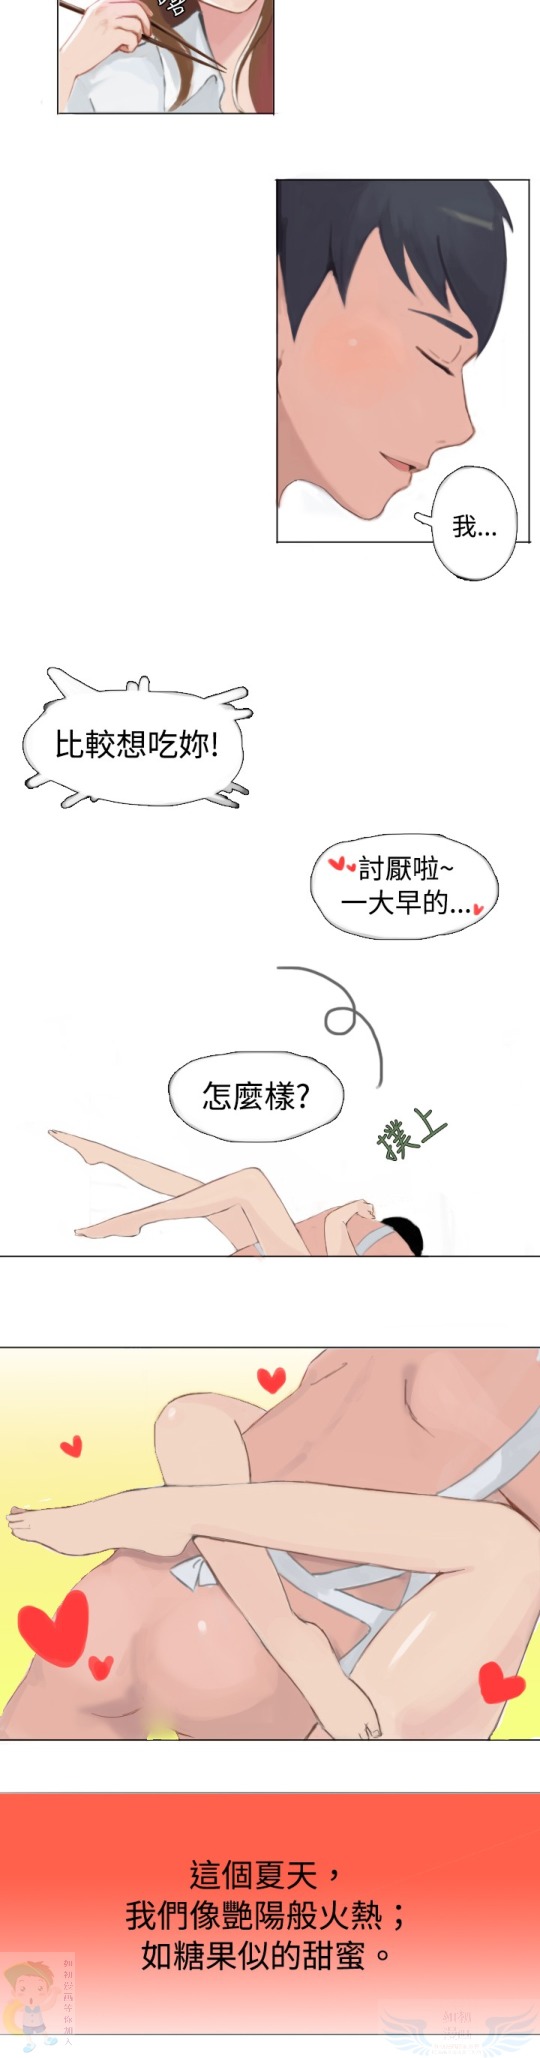 我…
比較想吃妳!
討厭啦~
一大早的…
怎麼樣?
撲上
這個夏天，
我們像艷陽般火熱；
如糖果似的甜蜜。